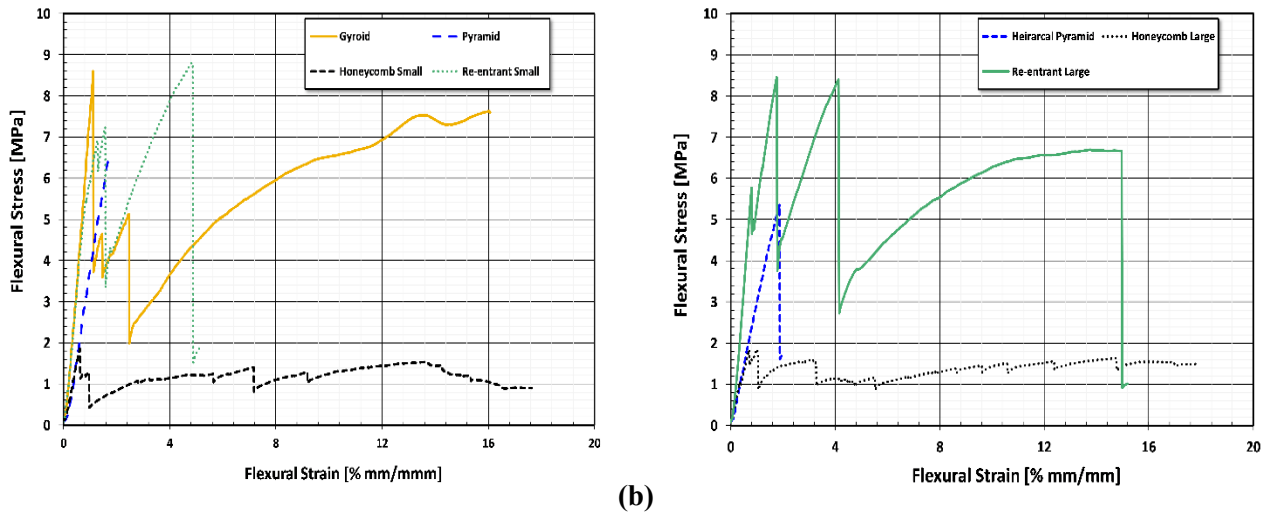 Flexural Stress [MPa]
10
9
8
7
6
5
4
3
2
1
0
Gyroid
Pyramid
Honeycomb Small
Re-entrant Small
0
4
8
12
16
20
Flexural Strain [% mm/mmm]
Flexural Stress [MPa]
10
9
8
7
6
5
4
3
2
1
0
Heirarcal Pyramid
Honeycomb Large
Re-entrant Large
0
4
8
12
16
20
Flexural Strain [% mm/mm]
(b)